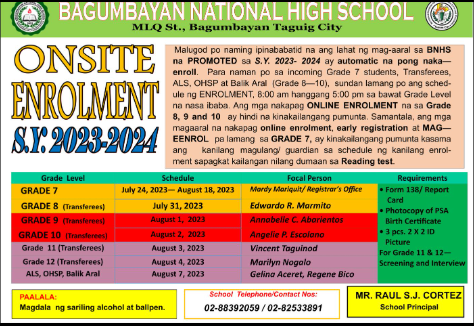 BAGUMBAYAN NATIONAL HIGH SCHOOL
MLQ St., Bagumbayan Taguig City
ONSITE
ENROLMENT
S.Y. 2023-2024
Malugod po naming ipinababatid na ang lahat ng mag-aaral sa BNHS
na PROMOTED sa S.Y. 2023- 2024 ay automatic na pong naka—
enroll. Para naman po sa incoming Grade 7 students, Transferees,
ALS, OHSP at Balik Aral (Grade 8—10), sundan lamang po ang sched-
ule ng ENROLMENT, 8:00 am hanggang 5:00 pm sa bawat Grade Level
na nasa ibaba. Ang mga nakapag ONLINE ENROLMENT na sa Grade
8, 9 and 10 ay hindi na kinakailangang pumunta. Samantala, ang mga
magaaral na nakapag online enrolment, early registration at MAG—
EENROL pa lamang sa GRADE 7, ay kinakailangang pumunta kasama
ang kanilang magulang/ guardian sa schedule ng kanilang enrol-
ment sapagkat kailangan nilang dumaan sa Reading test.
Grade Level Schedule Focal Person Requirements
GRADE 7 July 24, 2023— August 18, 2023 Mardy Mariquit/ Registrar's Office
GRADE 8 (Transferees) July 31, 2023 Edwardo R. Marmito
GRADE 9 (Transferees) August 1, 2023 Annabelle C. Abarientos
GRADE 10 (Transferees) August 2, 2023 Angelie P. Escolano
Grade 11 (Transferees) August 3, 2023 Vincent Taguinod
Grade 12 (Transferees) August 4, 2023 Marilyn Nogalo
ALS, OHSP, Balik Aral August 7, 2023 Gelina Aceret, Regene Bico
• Form 138/ Report
Card
• Photocopy of PSA
Birth Certificate
• 3 pcs. 2 X 2 ID
Picture
For Grade 11 & 12—
Screening and Interview
PAALALA:
Magdala ng sariling alcohol at balipen.
School Telephone/Contact Nos:
02-88392059/ 02-82533891
MR. RAUL S.J. CORTEZ
School Principal